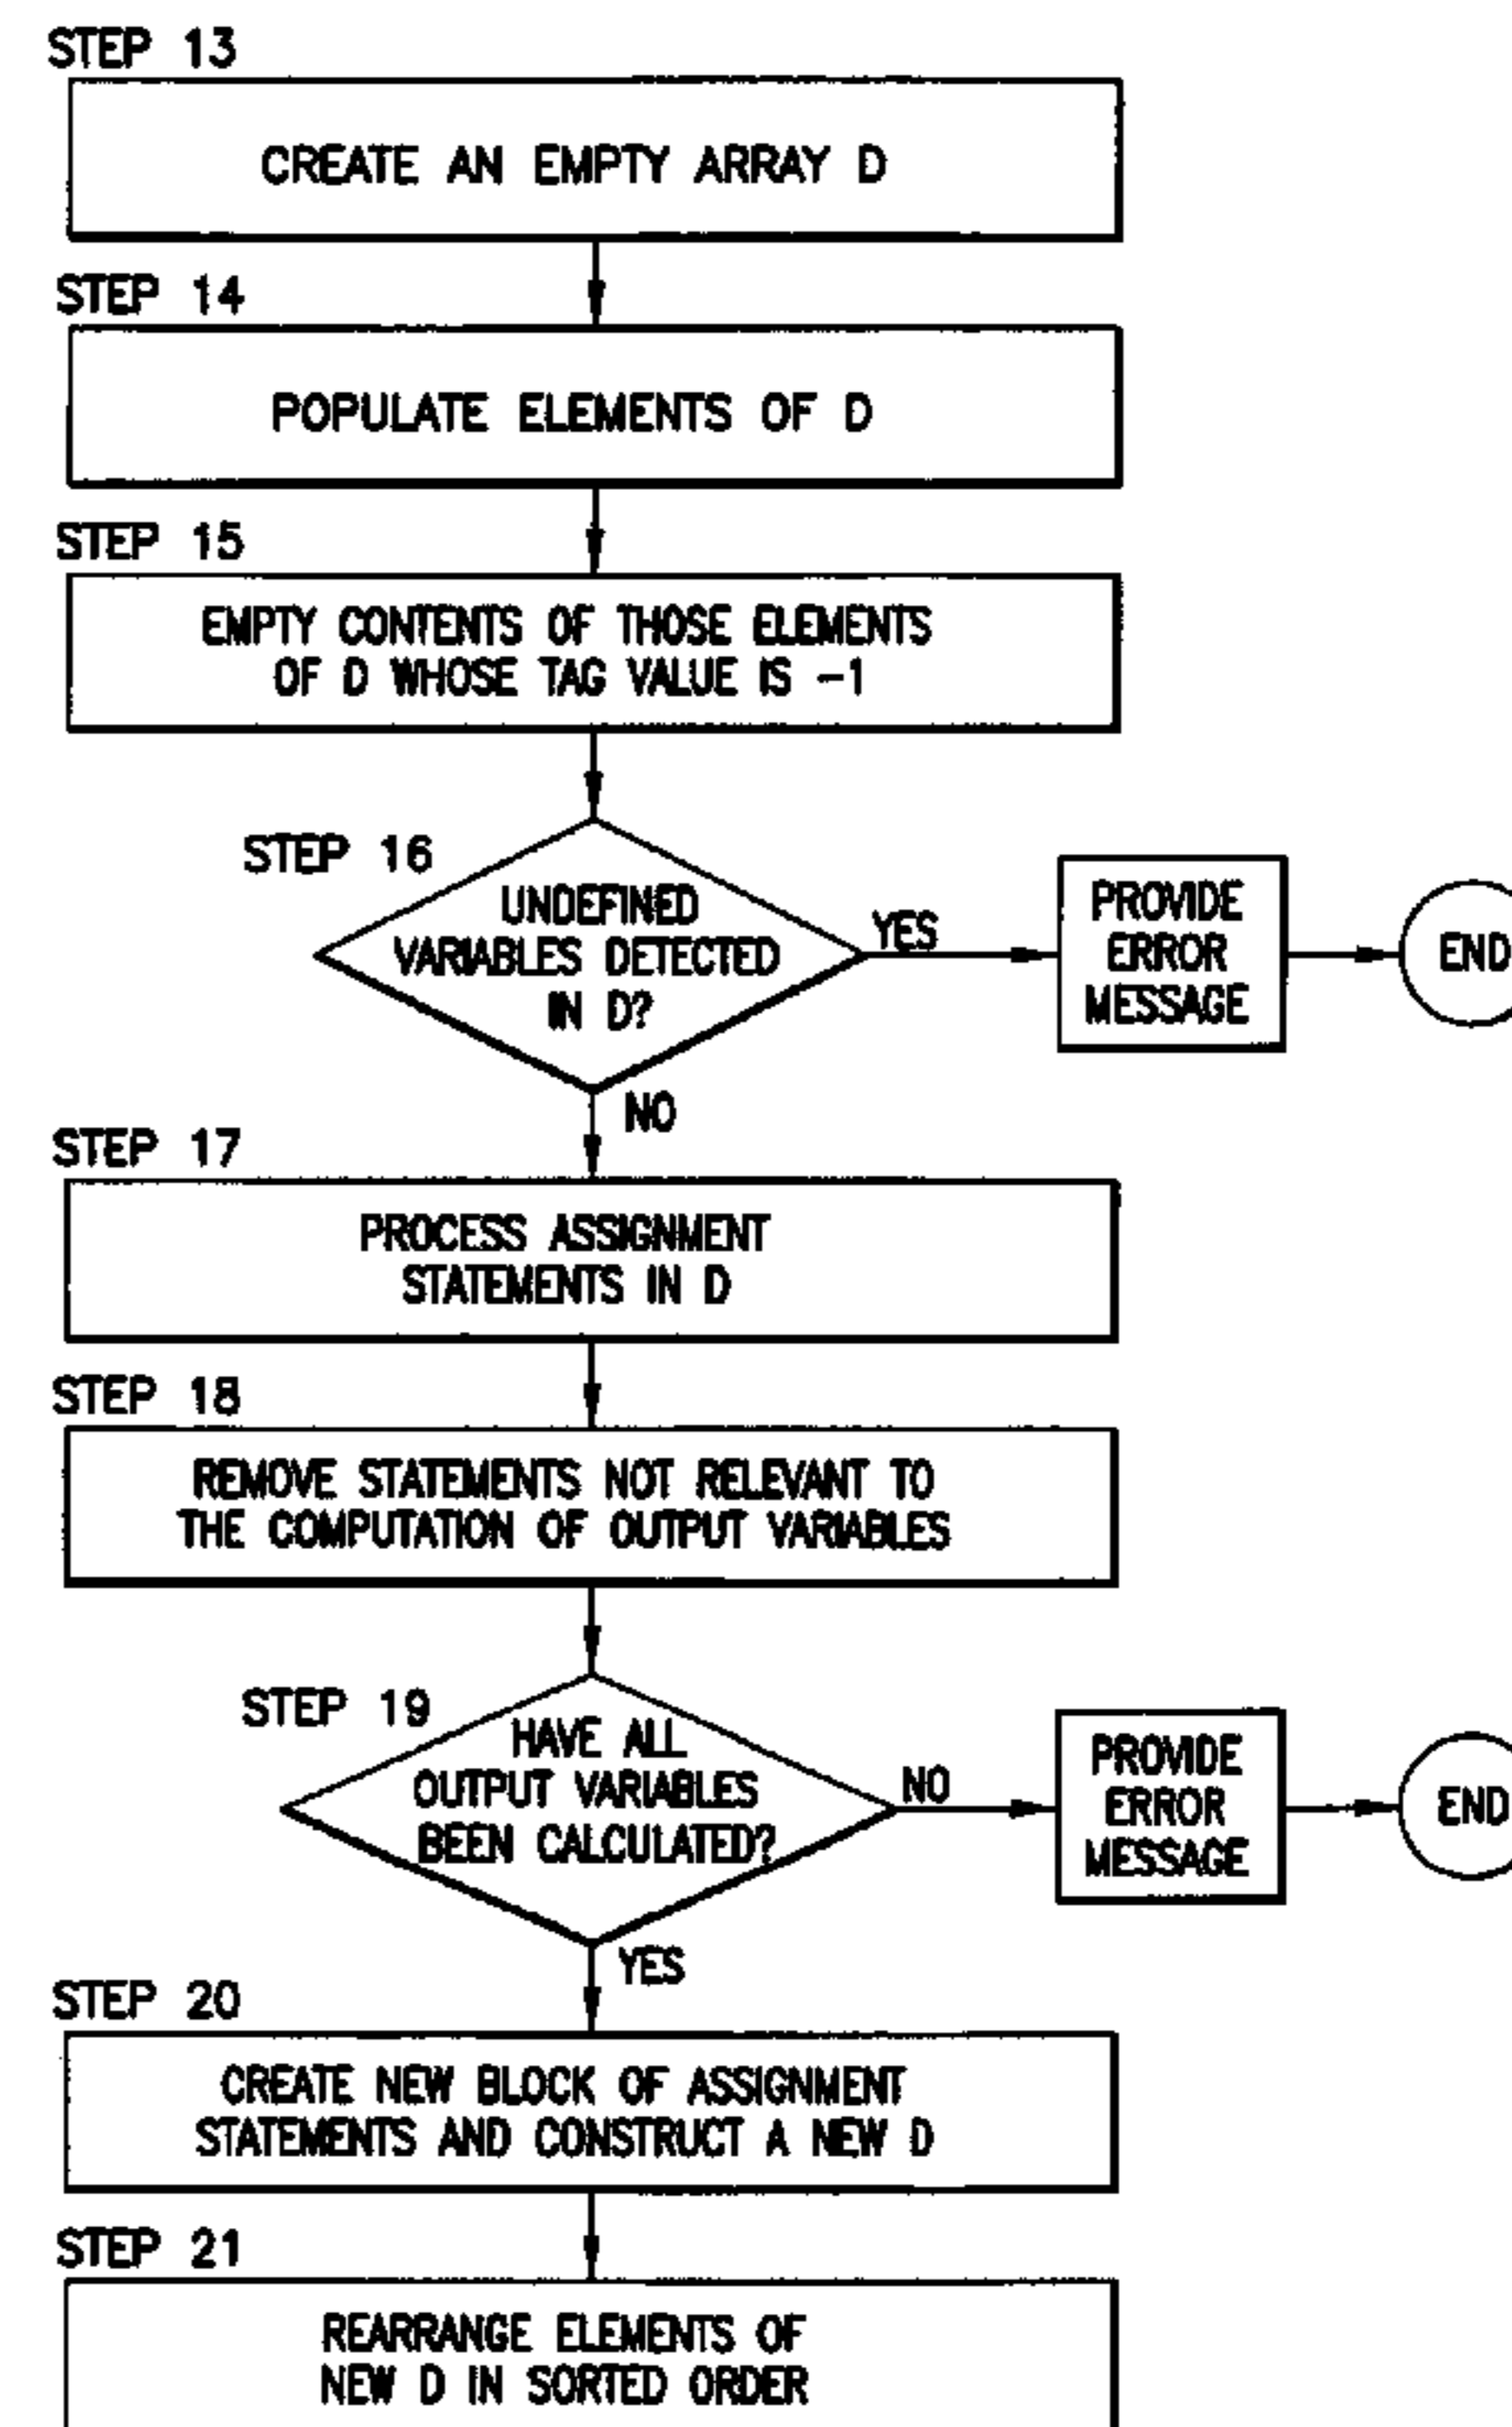 STEP 13
CREATE AN EMPTY ARRAY D
STEP 14
POPULATE ELEMENTS OF D
STEP 15
EMPTY CONTENTS OF THOSE ELEMENTS
OF D WHOSE TAG VALUE IS -1
STEP 16
UNDEFINED
VARIABLES DETECTED
IN D?
YES
PROVIDE
ERROR
MESSAGE
END
NO
STEP 17
PROCESS ASSIGNMENT
STATEMENTS IN D
STEP 18
REMOVE STATEMENTS NOT RELEVANT TO
THE COMPUTATION OF OUTPUT VARIABLES
STEP 19
HAVE ALL
OUTPUT VARIABLES
BEEN CALCULATED?
NO
PROVIDE
ERROR
MESSAGE
END
YES
STEP 20
CREATE NEW BLOCK OF ASSIGNMENT
STATEMENTS AND CONSTRUCT A NEW D
STEP 21
REARRANGE ELEMENTS OF
NEW D IN SORTED ORDER